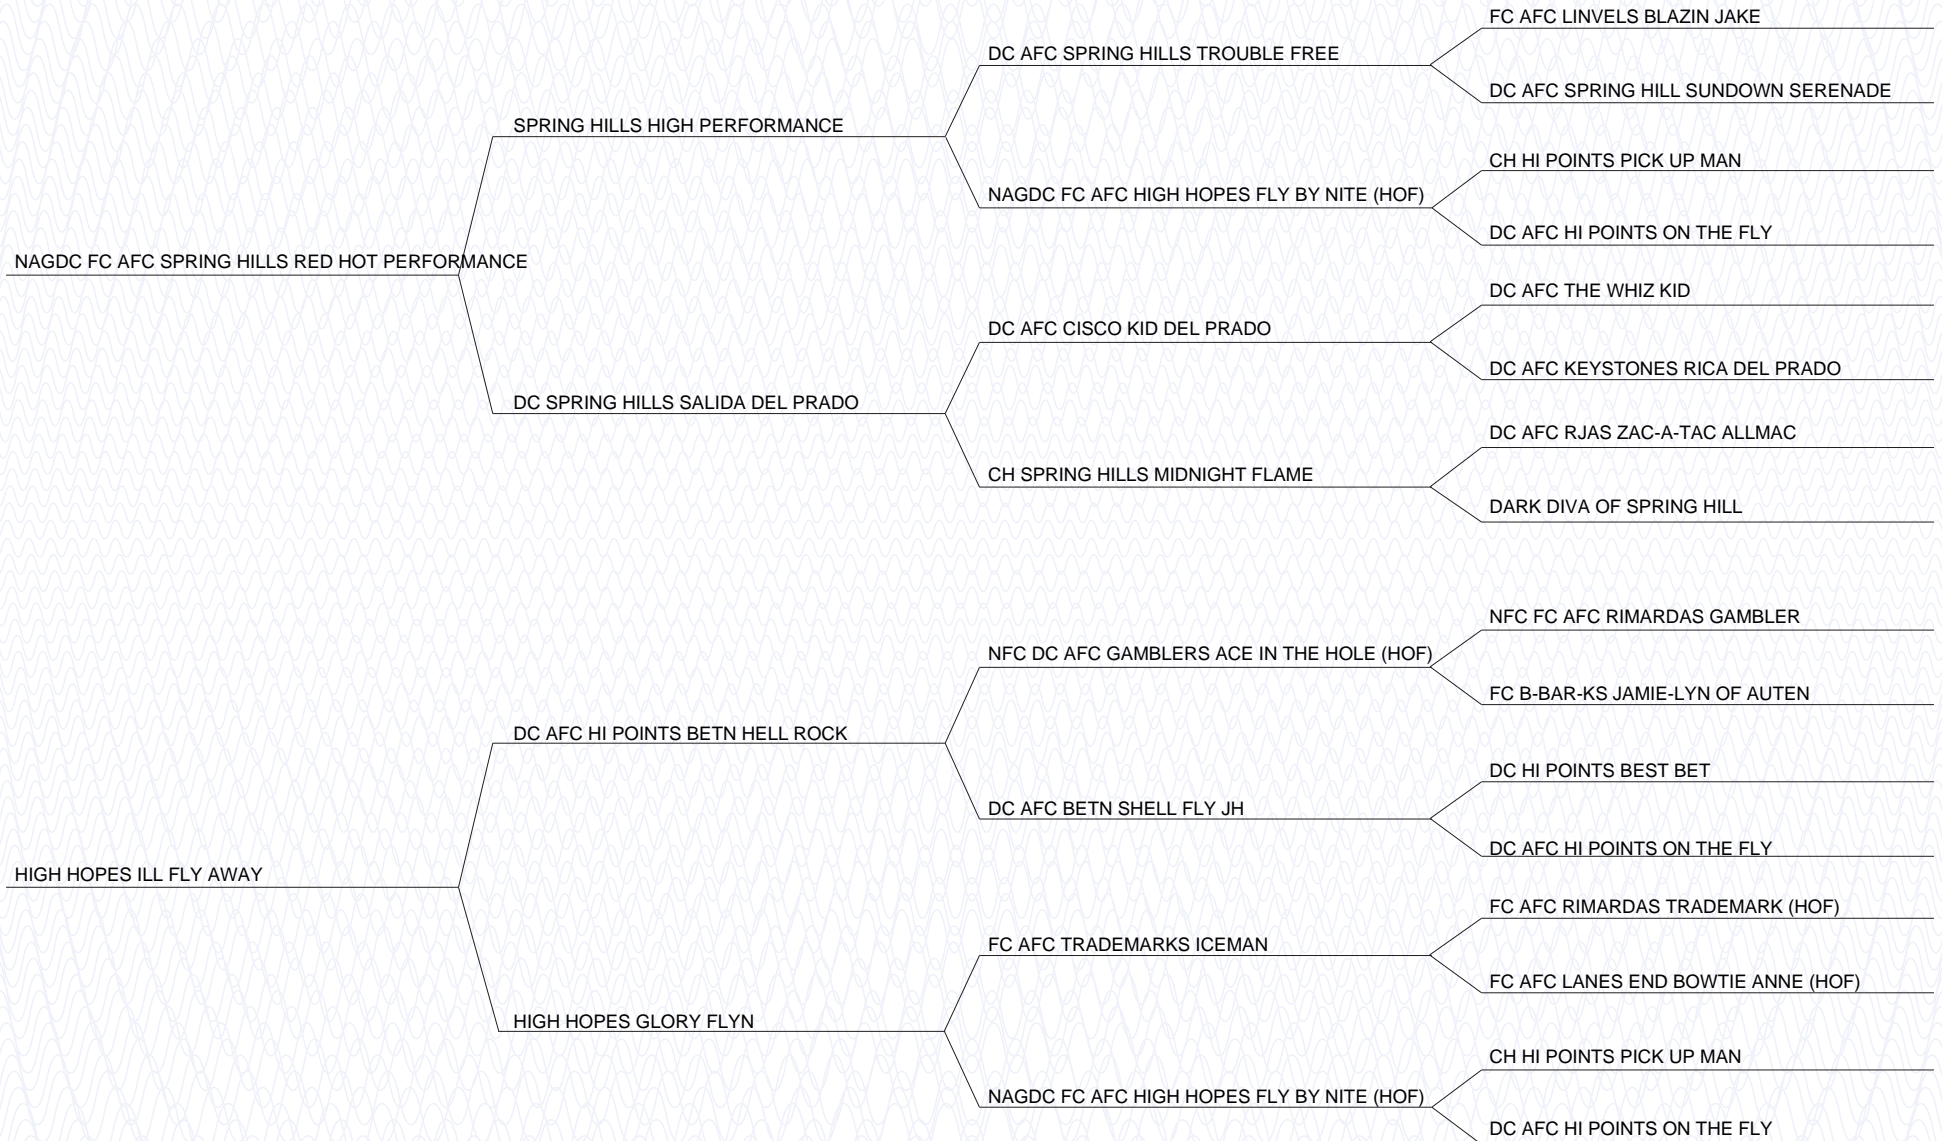 FC AFC LINVELS BLAZIN JAKE
DC AFC SPRING HILLS TROUBLE FREE
DC AFC SPRING HILL SUNDOWN SERENADE
SPRING HILLS HIGH PERFORMANCE
CH HI POINTS PICK UP MAN
NAGDC FC AFC HIGH HOPES FLY BY NITE (HOF)
DC AFC HI POINTS ON THE FLY
NAGDC FC AFC SPRING HILLS RED HOT PERFORMANCE
DC AFC THE WHIZ KID
DC AFC CISCO KID DEL PRADO
DC AFC KEYSTONES RICA DEL PRADO
DC SPRING HILLS SALIDA DEL PRADO
DC AFC RJAS ZAC-A-TAC ALLMAC
CH SPRING HILLS MIDNIGHT FLAME
DARK DIVA OF SPRING HILL
NFC FC AFC RIMARDAS GAMBLER
NFC DC AFC GAMBLERS ACE IN THE HOLE (HOF)
FC B-BAR-KS JAMIE-LYN OF AUTEN
DC AFC HI POINTS BETN HELL ROCK
DC HI POINTS BEST BET
DC AFC BETN SHELL FLY JH
DC AFC HI POINTS ON THE FLY
HIGH HOPES ILL FLY AWAY
FC AFC RIMARDAS TRADEMARK (HOF)
FC AFC TRADEMARKS ICEMAN
FC AFC LANES END BOWTIE ANNE (HOF)
HIGH HOPES GLORY FLYN
CH HI POINTS PICK UP MAN
NAGDC FC AFC HIGH HOPES FLY BY NITE (HOF)
DC AFC HI POINTS ON THE FLY